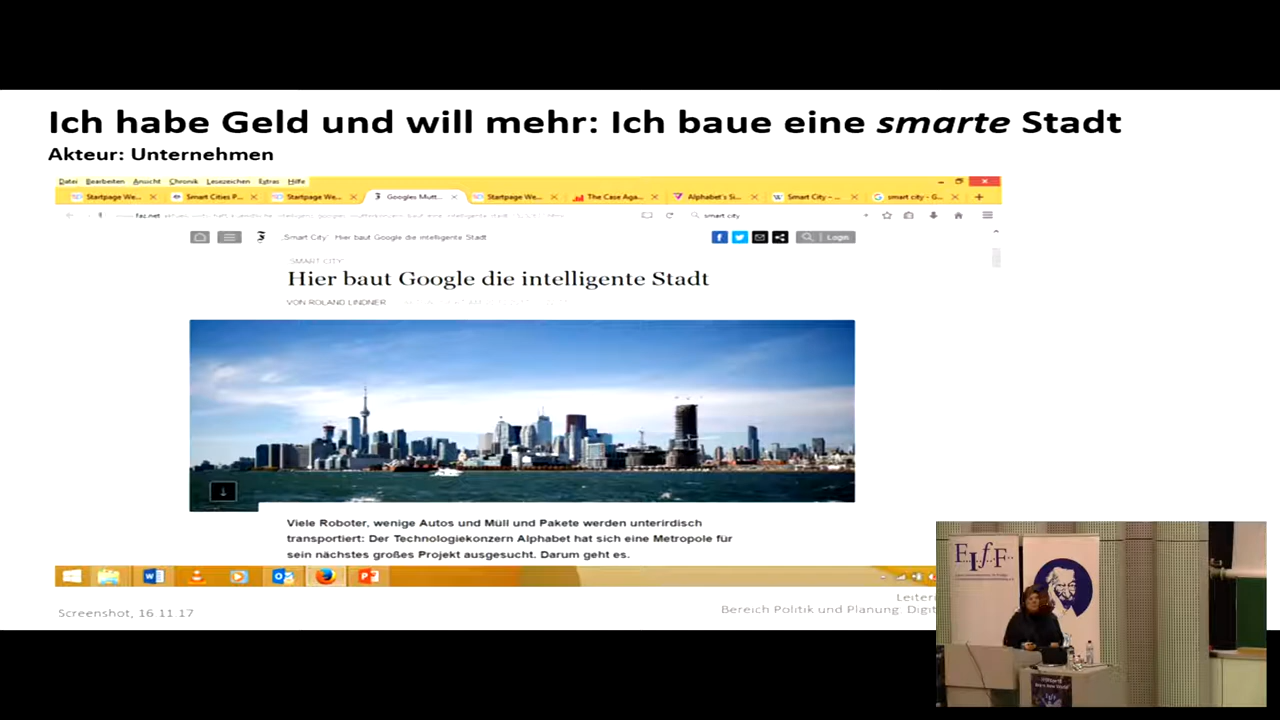 Ich habe Geld und will mehr: Ich baue eine smarte Stadt
Akteur: Unternehmen
Datei Bearbeiten Ansicht Chronik Lesezeichen Extras Hilfe
Startpage We... Smart Cities P... Startpage We... Googles Mutt... Startpage We... The Case Aga... Alphabet's Si... Smart City – ... smart city - G...
www.faz.net
smart city
„Smart City“ Hier baut Google die intelligente Stadt
Login
„SMART CITY“
Hier baut Google die intelligente Stadt
VON ROLAND LINDNER
Viele Roboter, wenige Autos und Müll und Pakete werden unterirdisch
transportiert: Der Technologiekonzern Alphabet hat sich eine Metropole für
sein nächstes großes Projekt ausgesucht. Darum geht es.
Screenshot, 16.11.17
Bereich Politik und Planung
FIfF